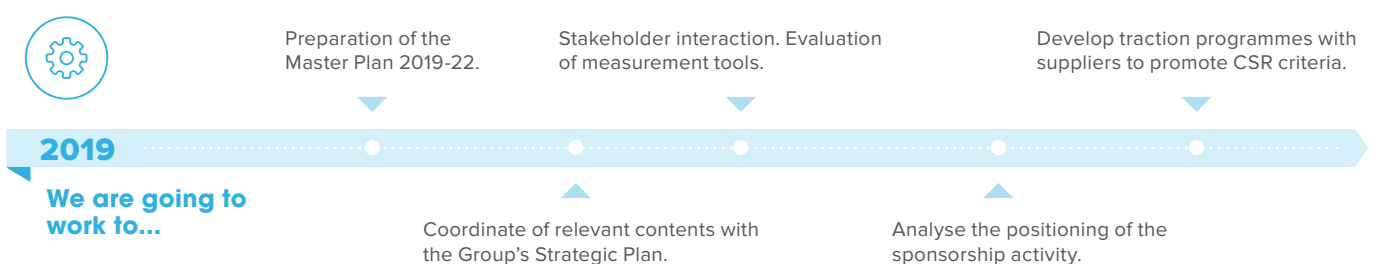 Preparation of the
Master Plan 2019-22.
Stakeholder interaction. Evaluation
of measurement tools.
Develop traction programmes with
suppliers to promote CSR criteria.
2019
We are going to
work to...
Coordinate of relevant contents with
the Group's Strategic Plan.
Analyse the positioning of the
sponsorship activity.